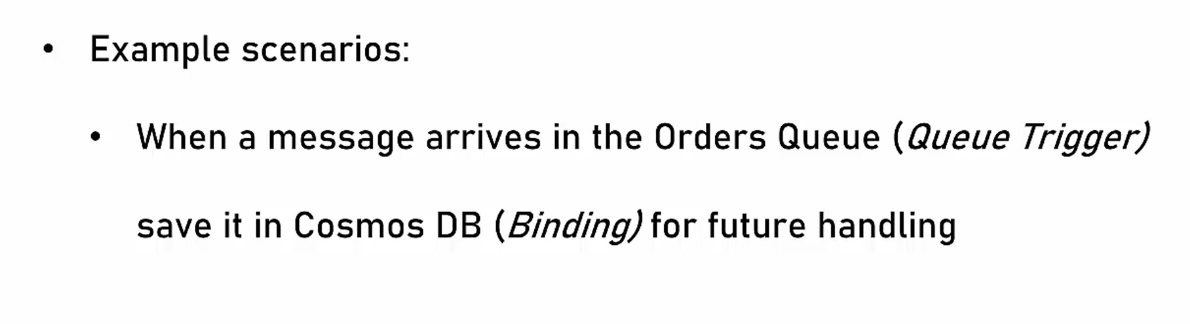 • Example scenarios:
• When a message arrives in the Orders Queue (Queue Trigger)
save it in Cosmos DB (Binding) for future handling